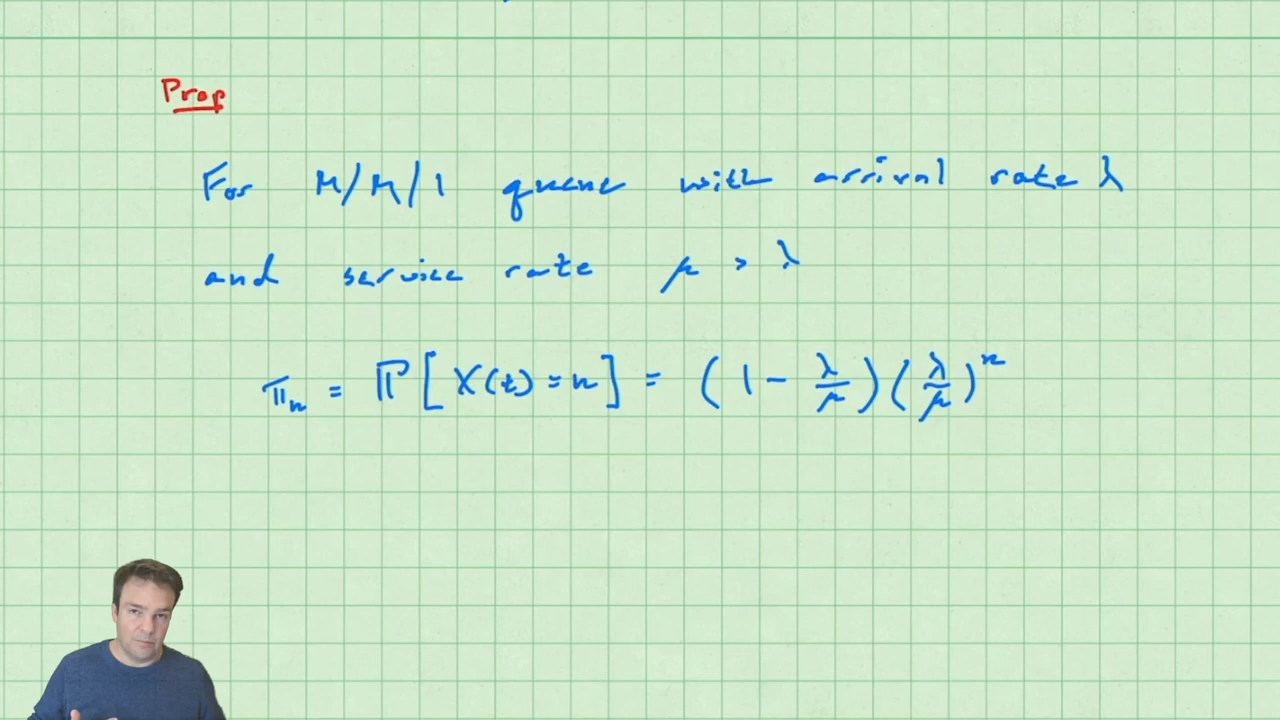 Prop
For M/M/1 queue with arrival rate λ
and service rate μ > λ
π_n = ℙ[X(t) = n] = (1 - λ/μ)(λ/μ)^n